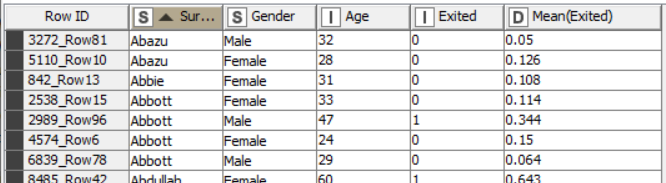 Row ID S Sur... S Gender I Age I Exited D Mean(Exited)
3272_Row81 Abazu Male 32 0 0.05
5110_Row10 Abazu Female 28 0 0.126
842_Row13 Abbie Female 31 0 0.108
2538_Row15 Abbott Female 33 0 0.114
2989_Row96 Abbott Male 47 1 0.344
4574_Row6 Abbott Female 24 0 0.15
6839_Row78 Abbott Male 29 0 0.064
8485_Row42 Abdullah Female 60 1 0.643